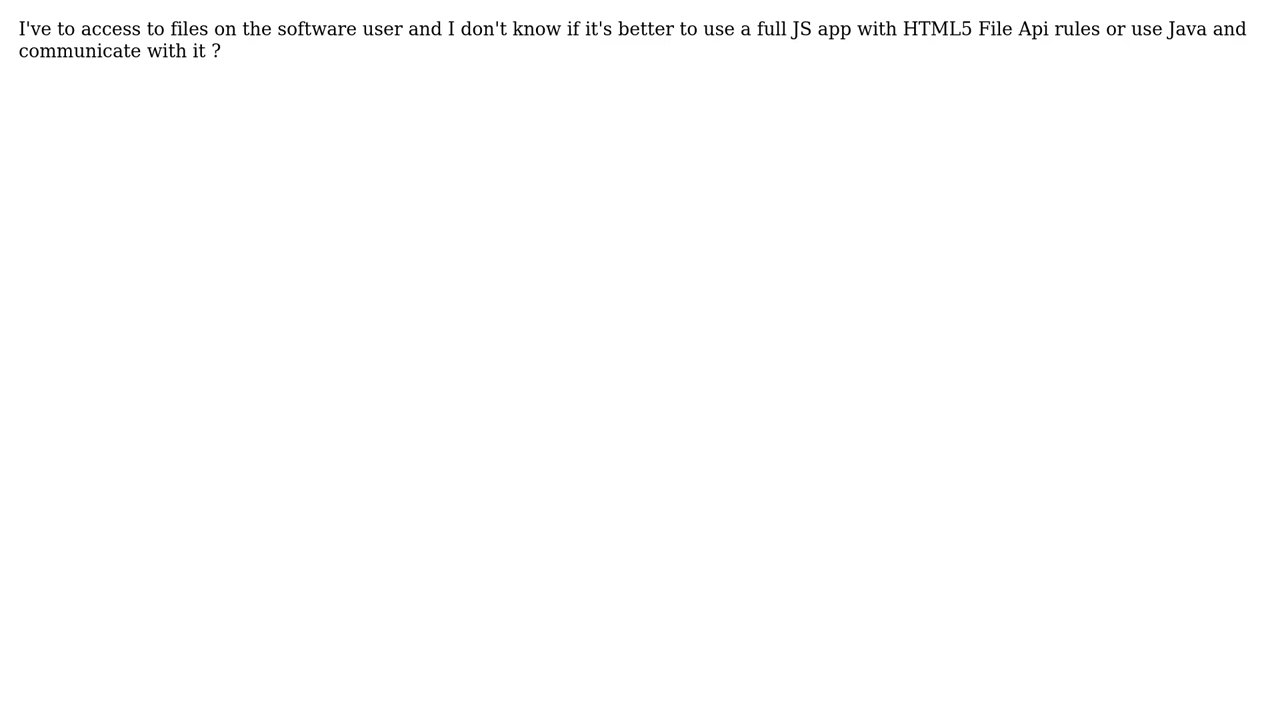 I've to access to files on the software user and I don't know if it's better to use a full JS app with HTML5 File Api rules or use Java and
communicate with it ?